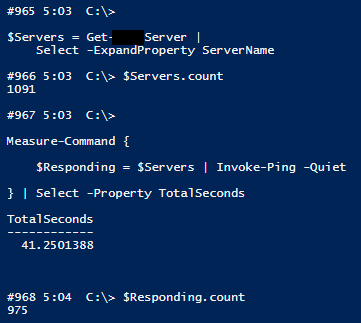 #965 5:03  C:\>
$Servers = Get-Server |
    Select -ExpandProperty ServerName
#966 5:03  C:\> $Servers.count
1091
#967 5:03  C:\>
Measure-Command {
    $Responding = $Servers | Invoke-Ping -Quiet
} | Select -Property TotalSeconds
TotalSeconds
------------
  41.2501388
#968 5:04  C:\> $Responding.count
975